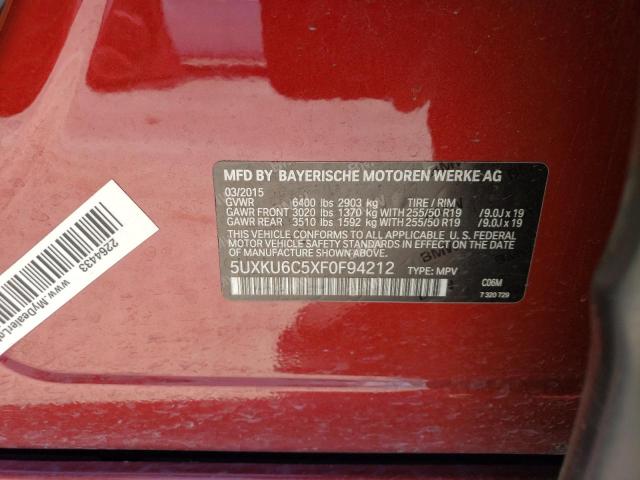 MFD BY BAYERISCHE MOTOREN WERKE AG
03/2015
GVWR 6400 lbs 2903 kg TIRE / RIM
GAWR FRONT 3020 lbs 1370 kg WITH 255/50 R19 /9.0J x 19
GAWR REAR 3510 lbs 1592 kg WITH 255/50 R19 /9.0J x 19
THIS VEHICLE CONFORMS TO ALL APPLICABLE U.S. FEDERAL
MOTOR VEHICLE SAFETY STANDARDS IN EFFECT ON THE DATE OF
MANUFACTURE SHOWN ABOVE.
5UXKU6C5XF0F94212 TYPE: MPV
C06M
7 320 729
2264433